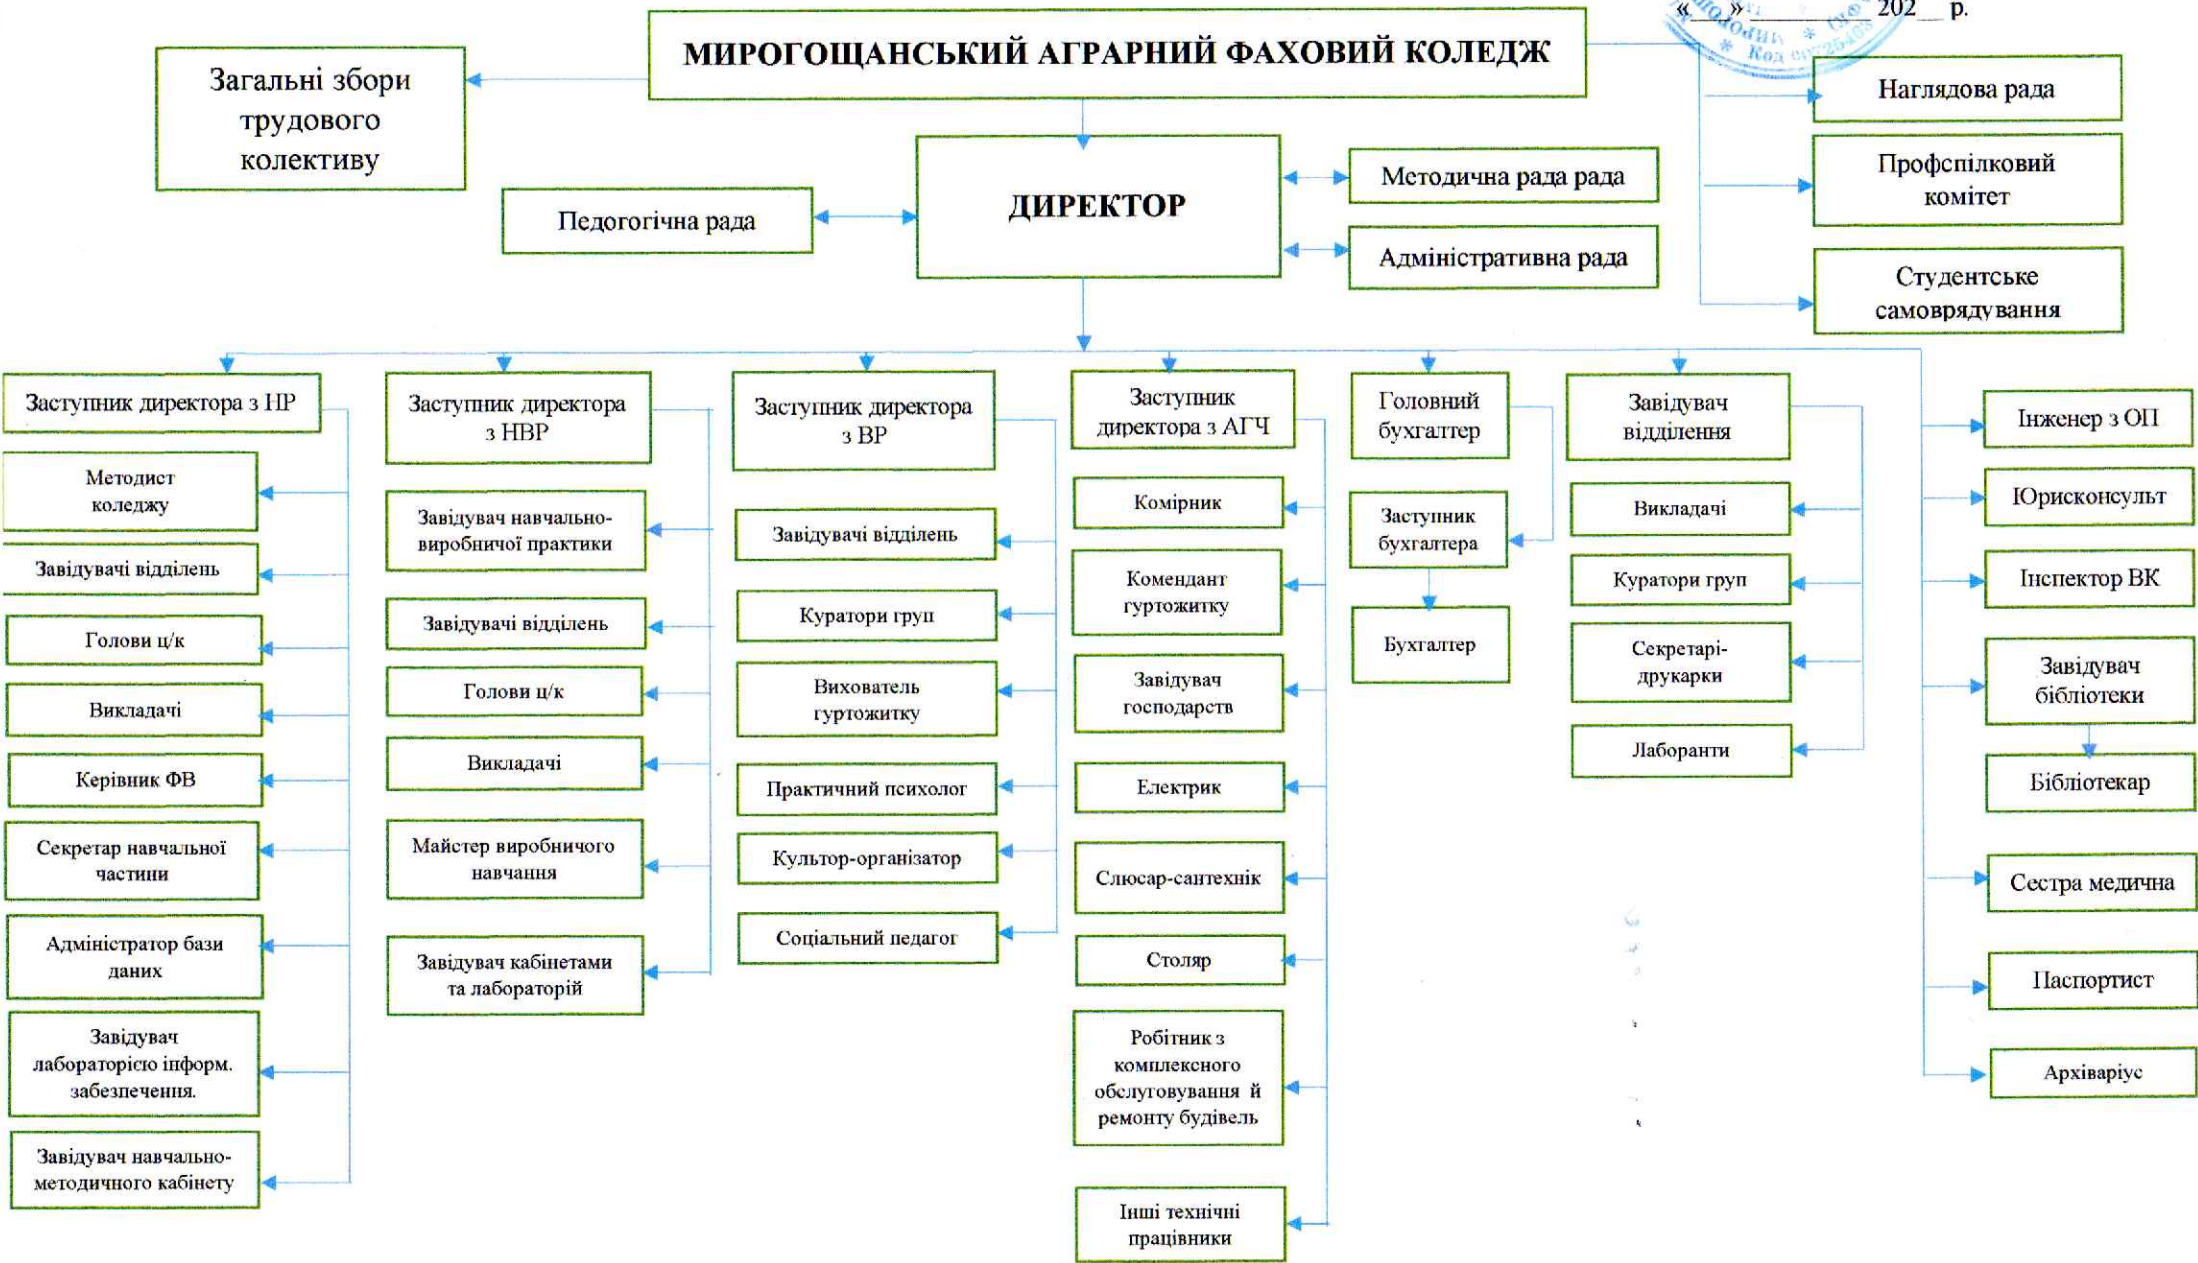 «___» __________ 202__ р.
МИРОГОЩАНСЬКИЙ АГРАРНИЙ ФАХОВИЙ КОЛЕДЖ
Загальні збори
трудового
колективу
Наглядова рада
Профспілковий
комітет
Студентське
самоврядування
ДИРЕКТОР
Методична рада рада
Адміністративна рада
Педогогічна рада
Заступник директора з НР
Методист
коледжу
Завідувачі відділень
Голови ц/к
Викладачі
Керівник ФВ
Секретар навчальної
частини
Адміністратор бази
даних
Завідувач
лабораторією інформ.
забезпечення.
Завідувач навчально-
методичного кабінету
Заступник директора
з НВР
Завідувач навчально-
виробничої практики
Завідувачі відділень
Голови ц/к
Викладачі
Майстер виробничого
навчання
Завідувач кабінетами
та лабораторій
Заступник директора
з ВР
Завідувачі відділень
Куратори груп
Вихователь
гуртожитку
Практичний психолог
Культор-організатор
Соціальний педагог
Заступник
директора з АГЧ
Комірник
Комендант
гуртожитку
Завідувач
господарств
Електрик
Слюсар-сантехнік
Столяр
Робітник з
комплексного
обслуговування й
ремонту будівель
Інші технічні
працівники
Головний
бухгалтер
Заступник
бухгалтера
Бухгалтер
Завідувач
відділення
Викладачі
Куратори груп
Секретарі-
друкарки
Лаборанти
Інженер з ОП
Юрисконсульт
Інспектор ВК
Завідувач
бібліотеки
Бібліотекар
Сестра медична
Паспортист
Архіваріус